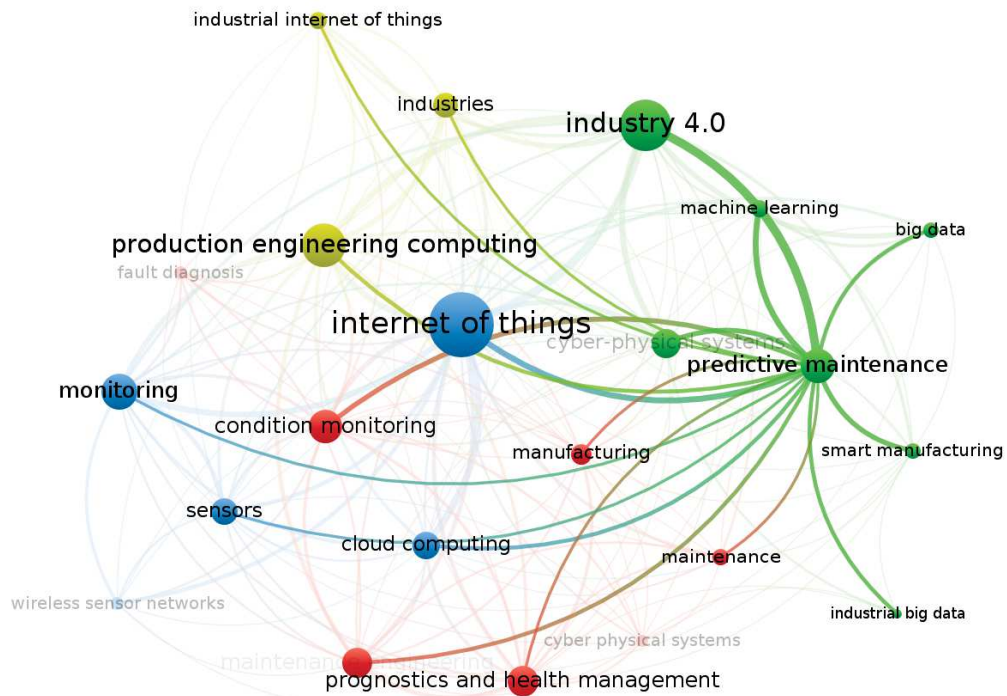 industrial internet of things
industries
industry 4.0
machine learning
big data
production engineering computing
fault diagnosis
internet of things
cyber-physical systems
predictive maintenance
monitoring
condition monitoring
manufacturing
smart manufacturing
sensors
cloud computing
maintenance
wireless sensor networks
industrial big data
cyber physical systems
maintenance engineering
prognostics and health management